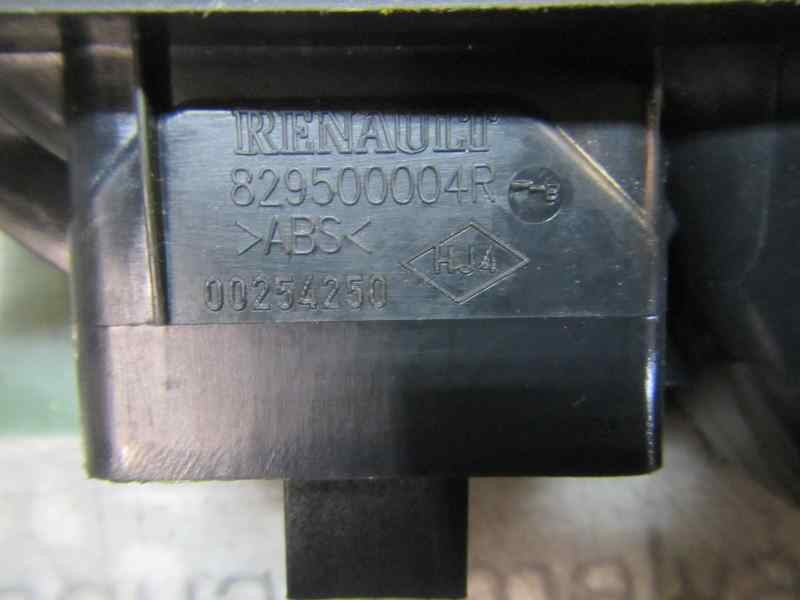 RENAULT
829500004R
>ABS<
HJ4
00254250